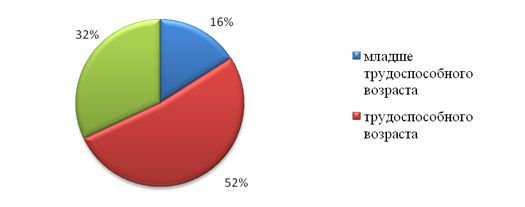 16%
32%
52%
младше
трудоспособного
возраста
трудоспособного
возраста